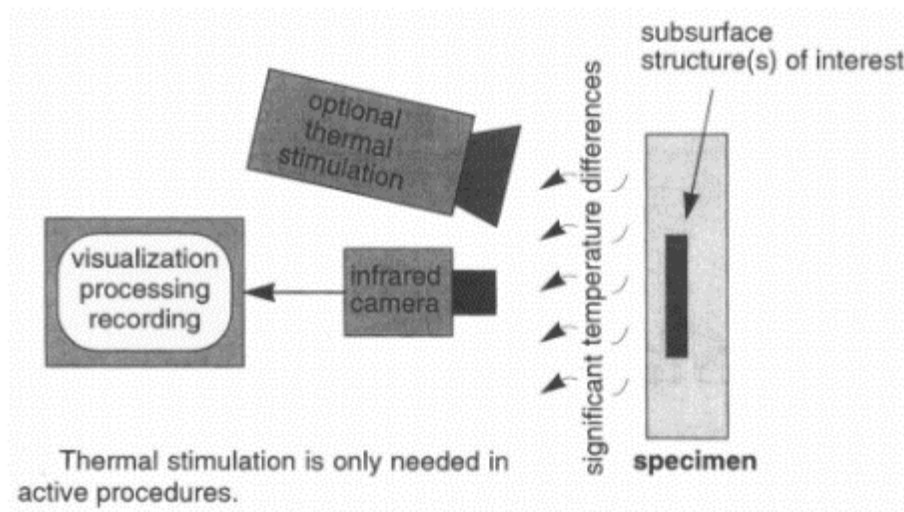 subsurface
structure(s) of interest
optional
thermal
stimulation
significant temperature differences
visualization
processing
recording
infrared
camera
specimen
Thermal stimulation is only needed in
active procedures.